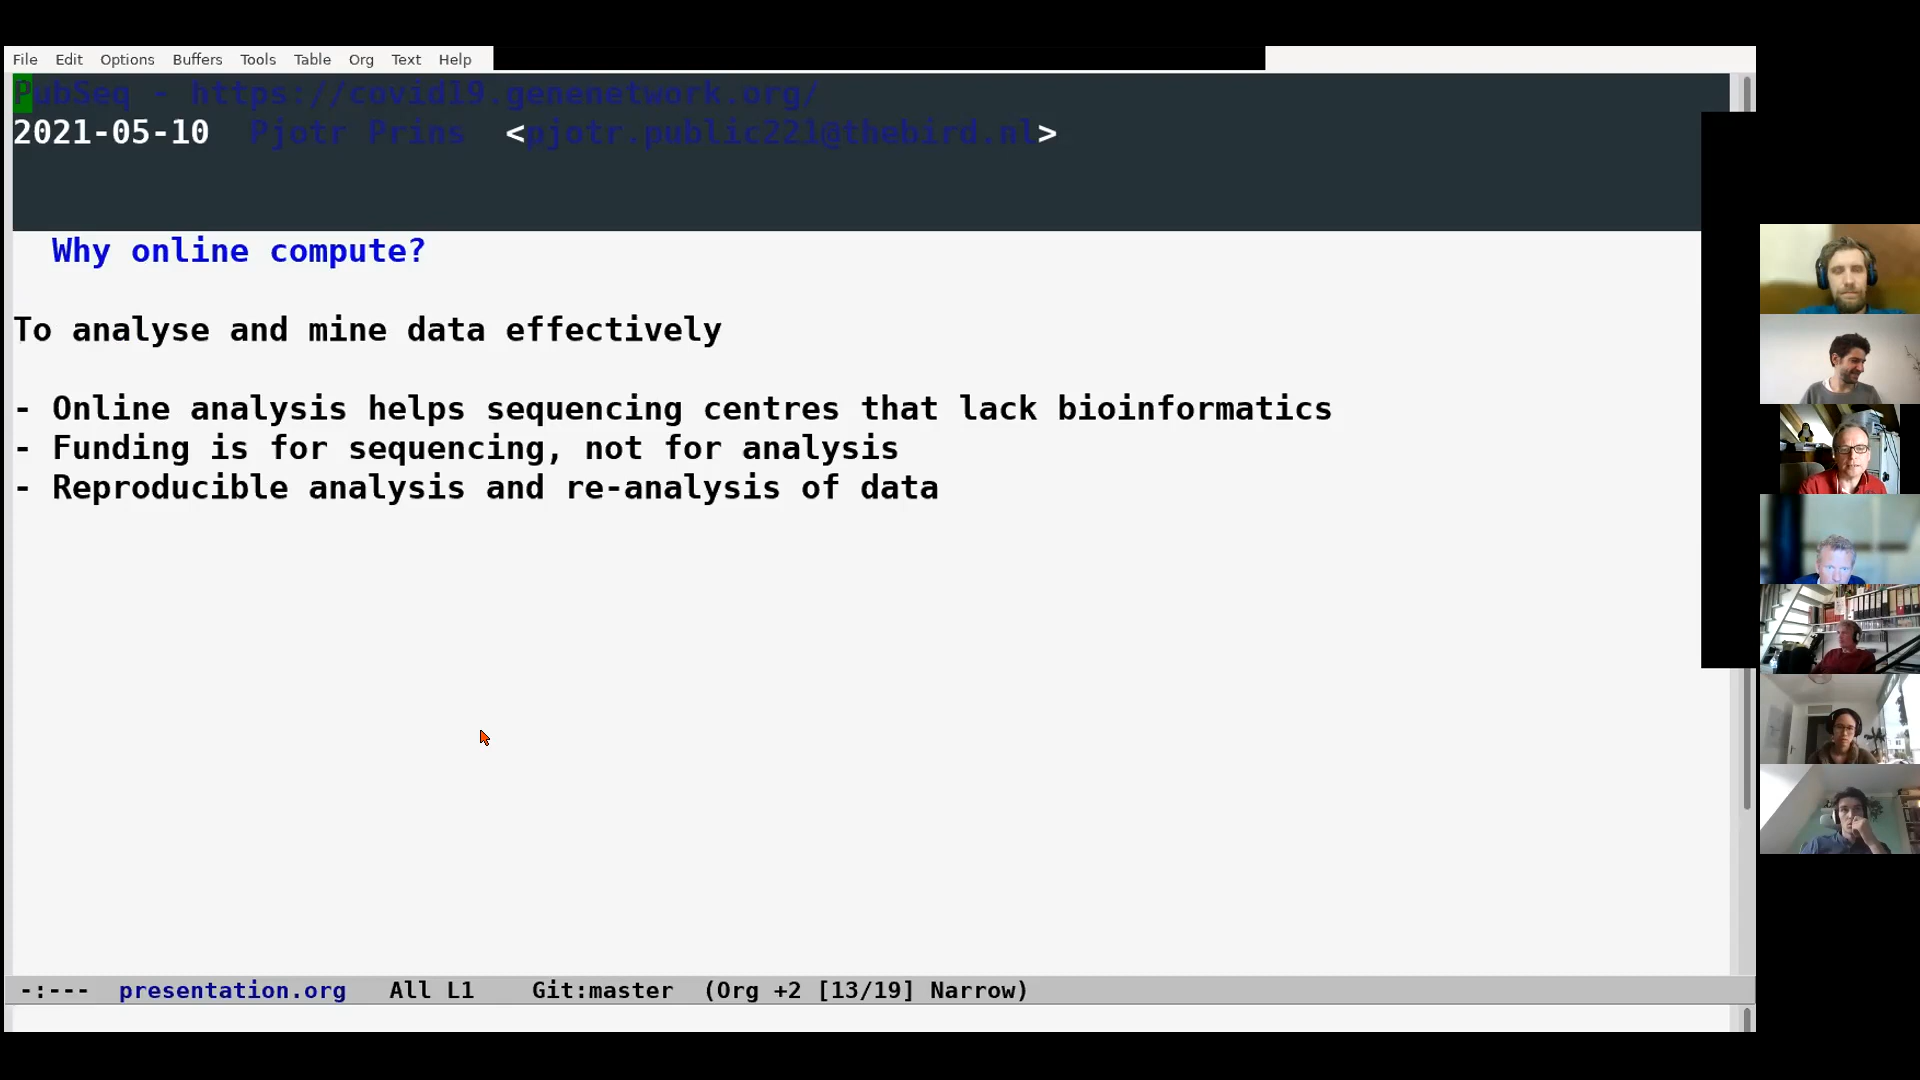 File Edit Options Buffers Tools Table Org Text Help
PubSeq - https://covid19.genenetwork.org/
2021-05-10 Pjotr Prins <pjotr.public221@thebird.nl>
Why online compute?
To analyse and mine data effectively
- Online analysis helps sequencing centres that lack bioinformatics
- Funding is for sequencing, not for analysis
- Reproducible analysis and re-analysis of data
-:--- presentation.org All L1 Git:master (Org +2 [13/19] Narrow)